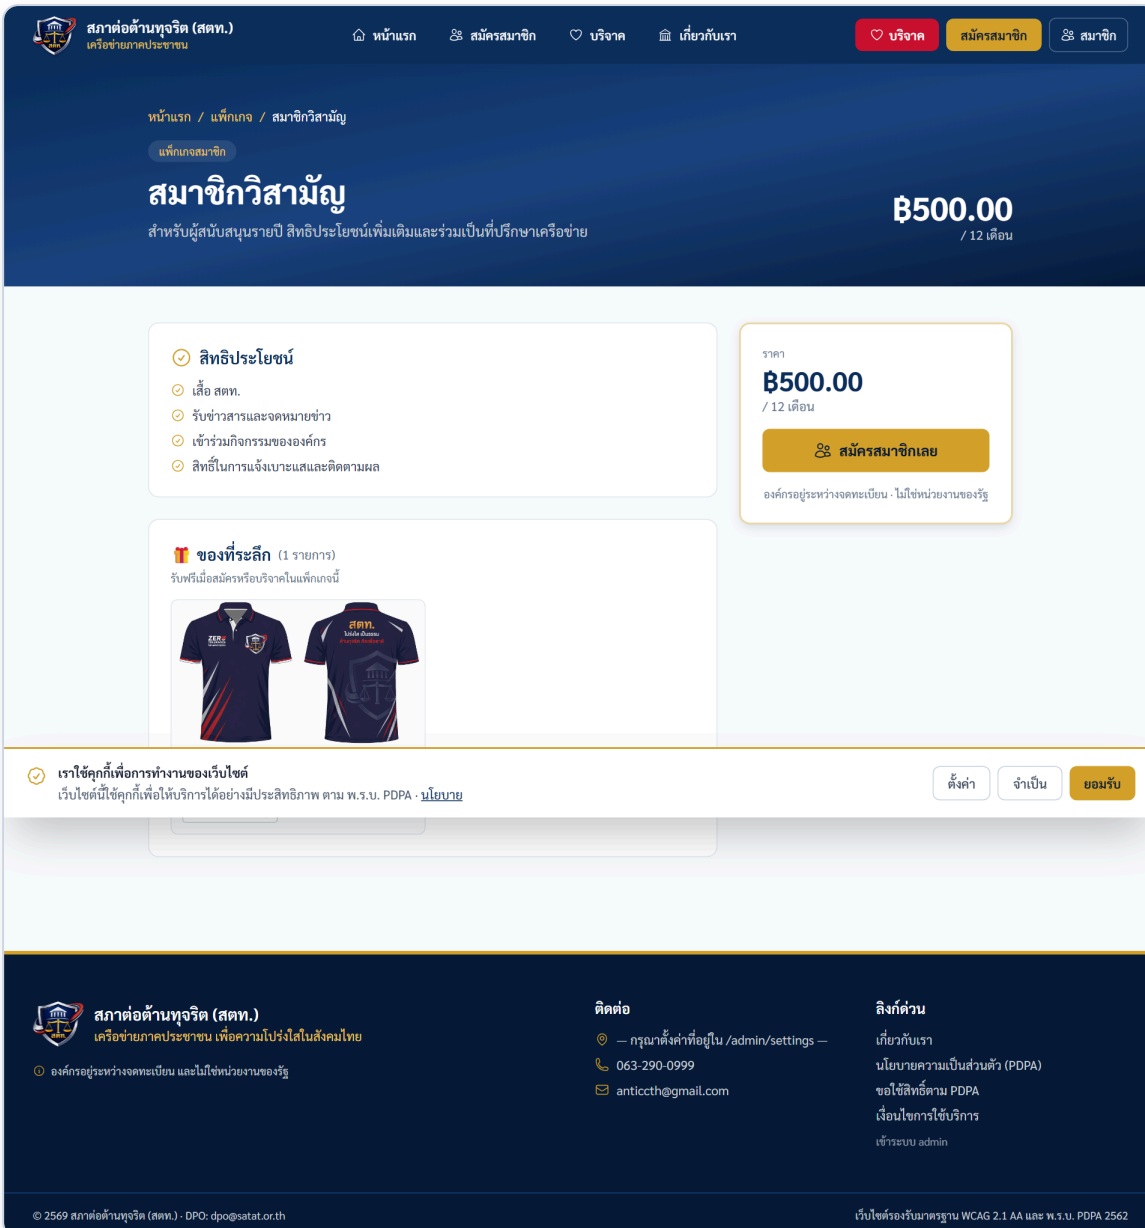 สภาต่อต้านทุจริต (สตท.)
เครือข่ายภาคประชาชน
หน้าแรก
สมัครสมาชิก
บริจาค
เกี่ยวกับเรา
บริจาค
สมัครสมาชิก
สมาชิก
หน้าแรก / แพ็กเกจ / สมาชิกวิสามัญ
แพ็กเกจสมาชิก
สมาชิกวิสามัญ
สำหรับผู้สนับสนุนรายปี สิทธิประโยชน์เพิ่มเติมและร่วมเป็นที่ปรึกษาเครือข่าย
฿500.00
/ 12 เดือน
สิทธิประโยชน์
เสื้อ สตท.
รับข่าวสารและจดหมายข่าว
เข้าร่วมกิจกรรมขององค์กร
สิทธิ์ในการแจ้งเบาะแสและติดตามผล
ราคา
฿500.00
/ 12 เดือน
สมัครสมาชิกเลย
องค์กรอยู่ระหว่างจดทะเบียน · ไม่ใช่หน่วยงานของรัฐ
ของที่ระลึก (1 รายการ)
รับฟรีเมื่อสมัครหรือบริจาคในแพ็กเกจนี้
ZERO
สตท.
โปร่งใส เป็นธรรม
เราใช้คุกกี้เพื่อการทำงานของเว็บไซต์
เว็บไซต์นี้ใช้คุกกี้เพื่อให้บริการได้อย่างมีประสิทธิภาพ ตาม พ.ร.บ. PDPA · นโยบาย
ตั้งค่า
จำเป็น
ยอมรับ
สภาต่อต้านทุจริต (สตท.)
เครือข่ายภาคประชาชน เพื่อความโปร่งใสในสังคมไทย
องค์กรอยู่ระหว่างจดทะเบียน และไม่ใช่หน่วยงานของรัฐ
ติดต่อ
— กรุณาตั้งค่าที่อยู่ใน /admin/settings —
063-290-0999
anticcth@gmail.com
ลิงก์ด่วน
เกี่ยวกับเรา
นโยบายความเป็นส่วนตัว (PDPA)
ขอใช้สิทธิ์ตาม PDPA
เงื่อนไขการใช้บริการ
เข้าระบบ admin
© 2569 สภาต่อต้านทุจริต (สตท.) · DPO: dpo@satat.or.th
เว็บไซต์รองรับมาตรฐาน WCAG 2.1 AA และ พ.ร.บ. PDPA 2562